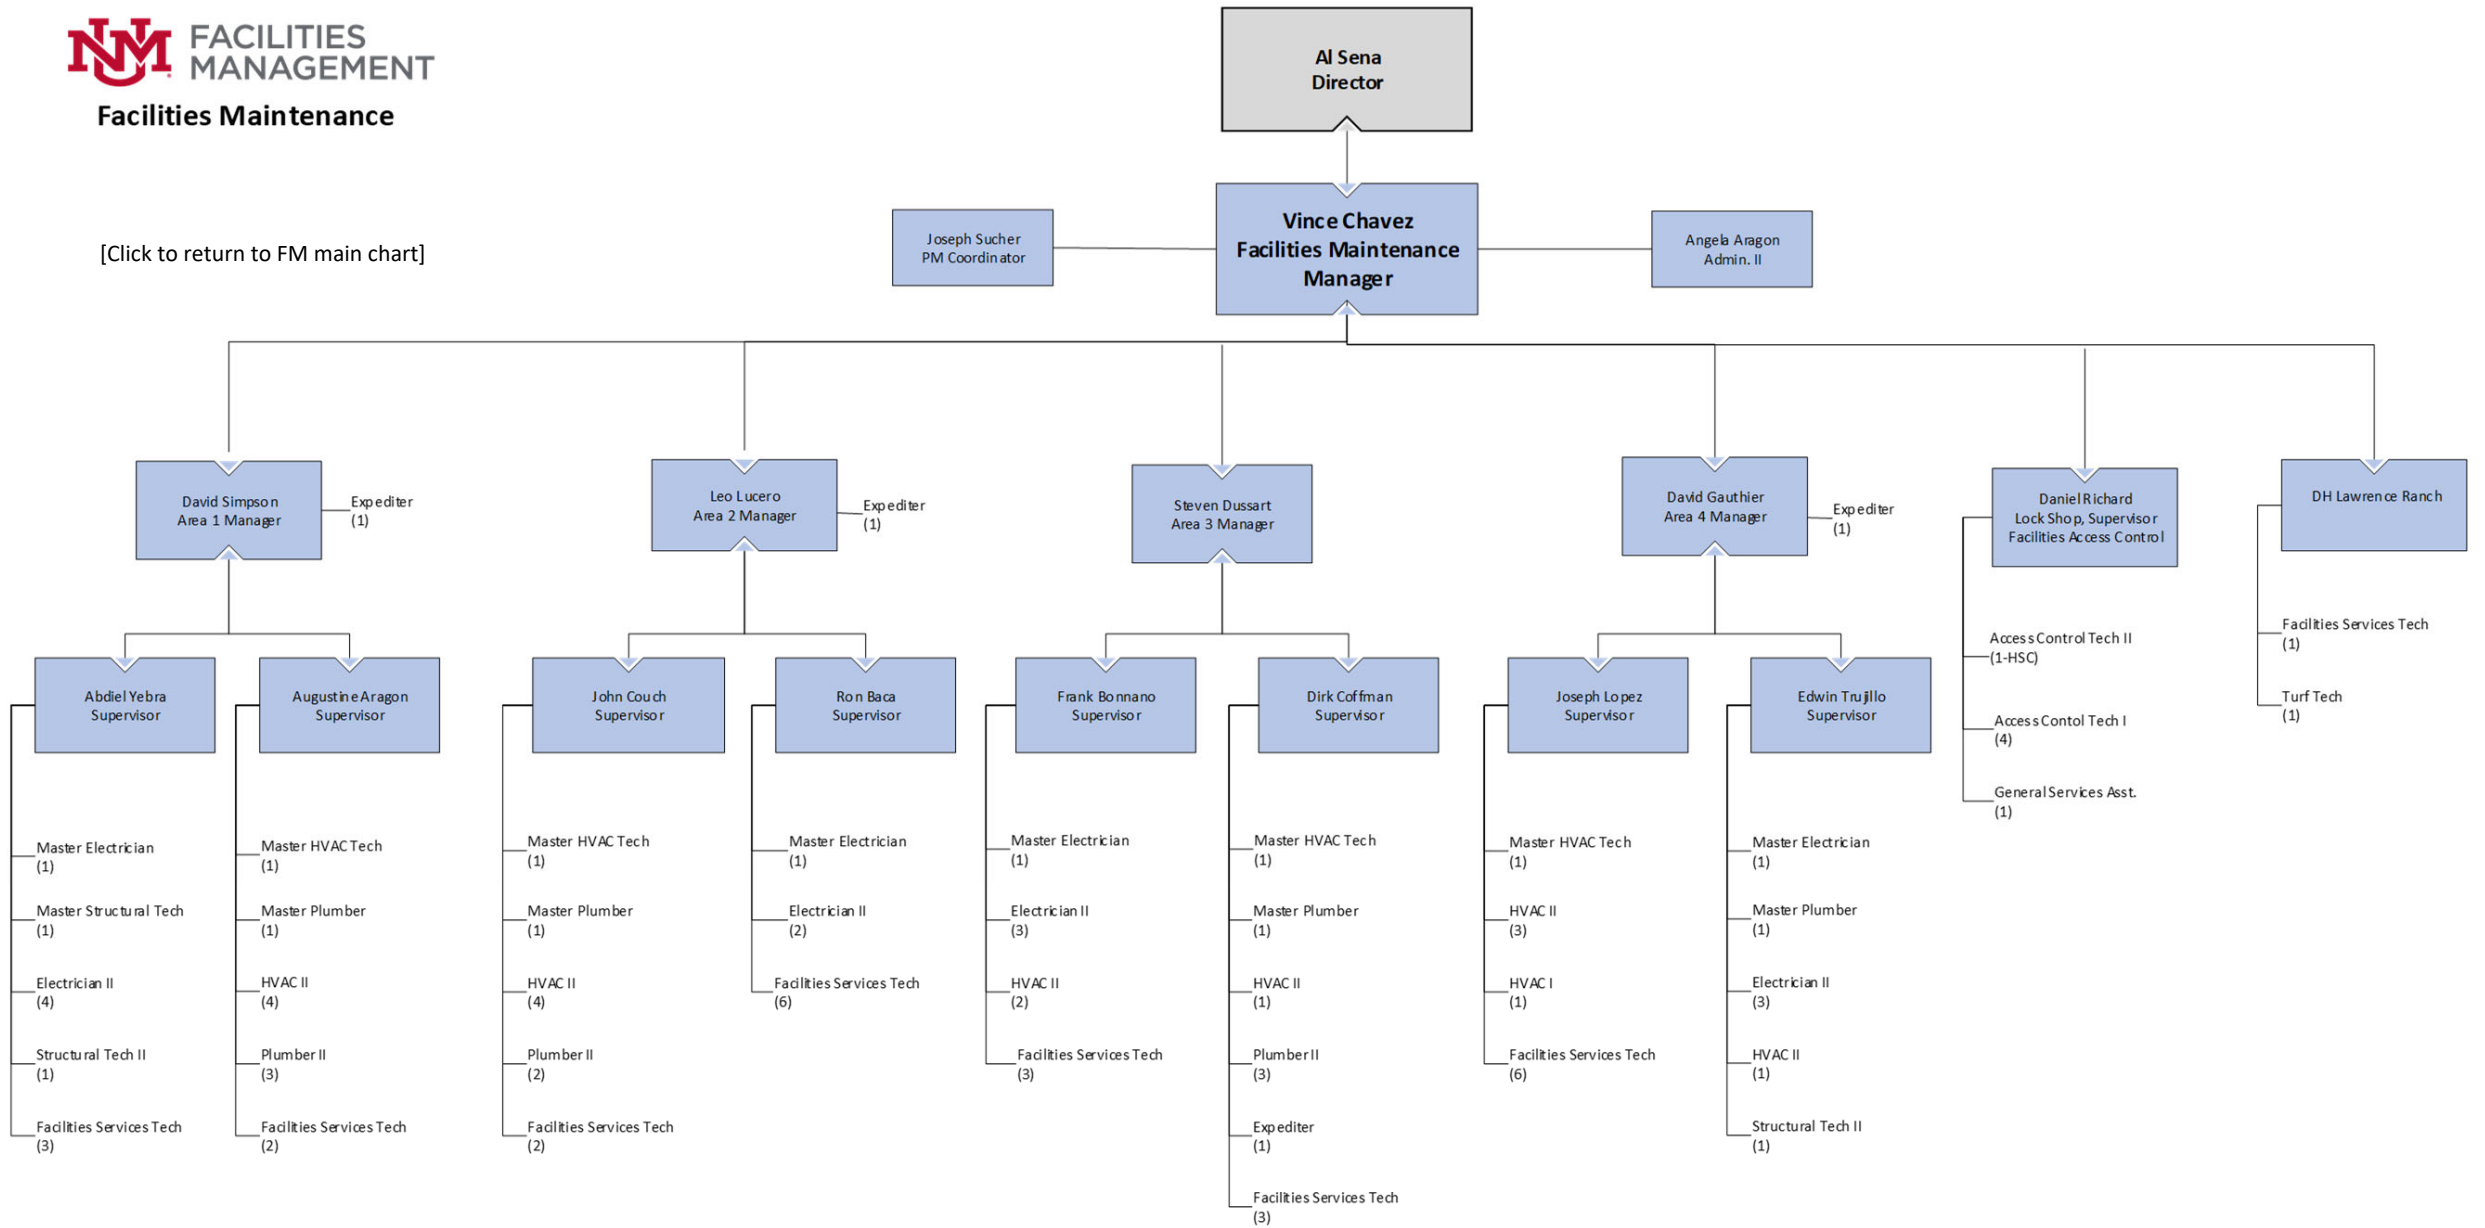 UNM
FACILITIES
MANAGEMENT
Facilities Maintenance
[Click to return to FM main chart]
Al Sena
Director
Vince Chavez
Facilities Maintenance
Manager
Joseph Sucher
PM Coordinator
Angela Aragon
Admin. II
David Simpson
Area 1 Manager
Expediter
(1)
Leo Lucero
Area 2 Manager
Expediter
(1)
Steven Dussart
Area 3 Manager
David Gauthier
Area 4 Manager
Expediter
(1)
Daniel Richard
Lock Shop, Supervisor
Facilities Access Control
DH Lawrence Ranch
Abdiel Yebra
Supervisor
Master Electrician
(1)
Master Structural Tech
(1)
Electrician II
(4)
Structural Tech II
(1)
Facilities Services Tech
(3)
Augustine Aragon
Supervisor
Master HVAC Tech
(1)
Master Plumber
(1)
HVAC II
(4)
Plumber II
(3)
Facilities Services Tech
(2)
John Couch
Supervisor
Master HVAC Tech
(1)
Master Plumber
(1)
HVAC II
(4)
Plumber II
(2)
Facilities Services Tech
(2)
Ron Baca
Supervisor
Master Electrician
(1)
Electrician II
(2)
Facilities Services Tech
(6)
Frank Bonnano
Supervisor
Master Electrician
(1)
Electrician II
(3)
HVAC II
(2)
Facilities Services Tech
(3)
Dirk Coffman
Supervisor
Master HVAC Tech
(1)
Master Plumber
(1)
HVAC II
(1)
Plumber II
(3)
Expediter
(1)
Facilities Services Tech
(3)
Joseph Lopez
Supervisor
Master HVAC Tech
(1)
HVAC II
(3)
HVAC I
(1)
Facilities Services Tech
(6)
Edwin Trujillo
Supervisor
Master Electrician
(1)
Master Plumber
(1)
Electrician II
(3)
HVAC II
(1)
Structural Tech II
(1)
Access Control Tech II
(1-HSC)
Access Contol Tech I
(4)
General Services Asst.
(1)
Facilities Services Tech
(1)
Turf Tech
(1)